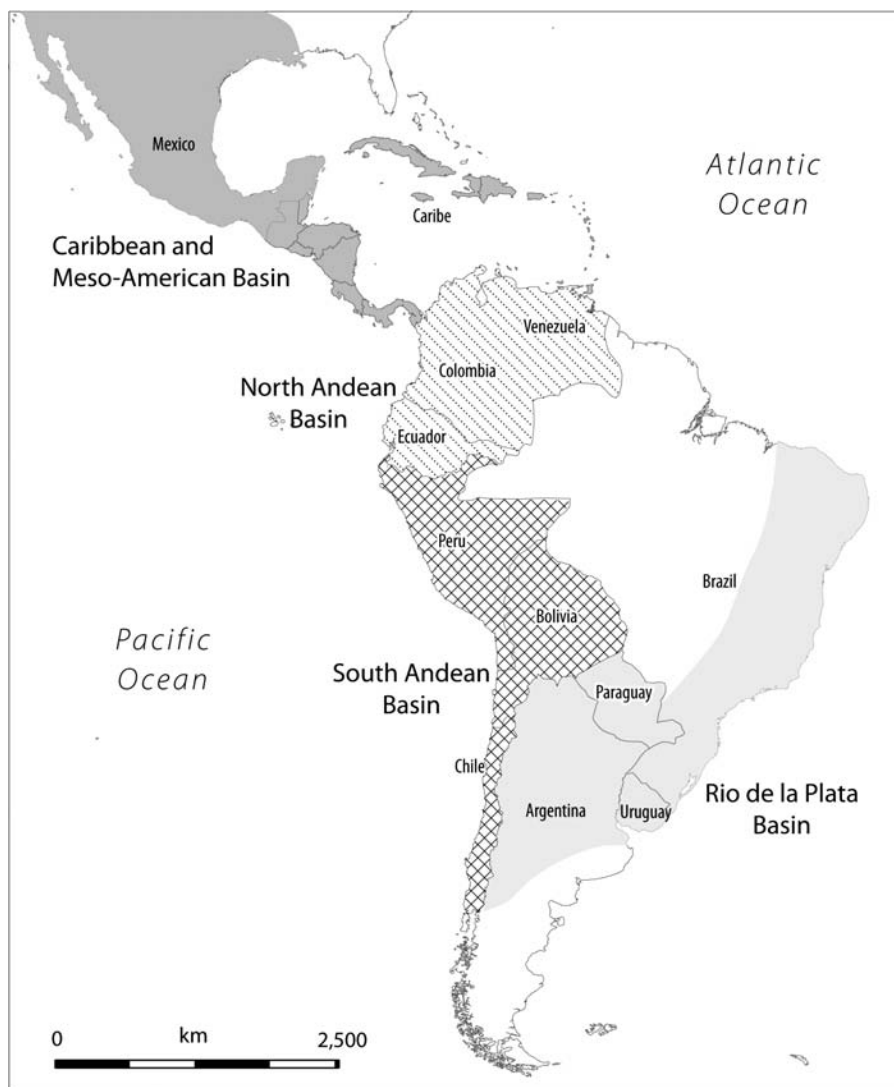 Mexico
Atlantic
Ocean
Caribe
Caribbean and
Meso-American Basin
Venezuela
Colombia
North Andean
Basin
Ecuador
Peru
Brazil
Bolivia
Pacific
Ocean
South Andean
Basin
Paraguay
Chile
Argentina
Uruguay
Rio de la Plata
Basin
0 km 2,500